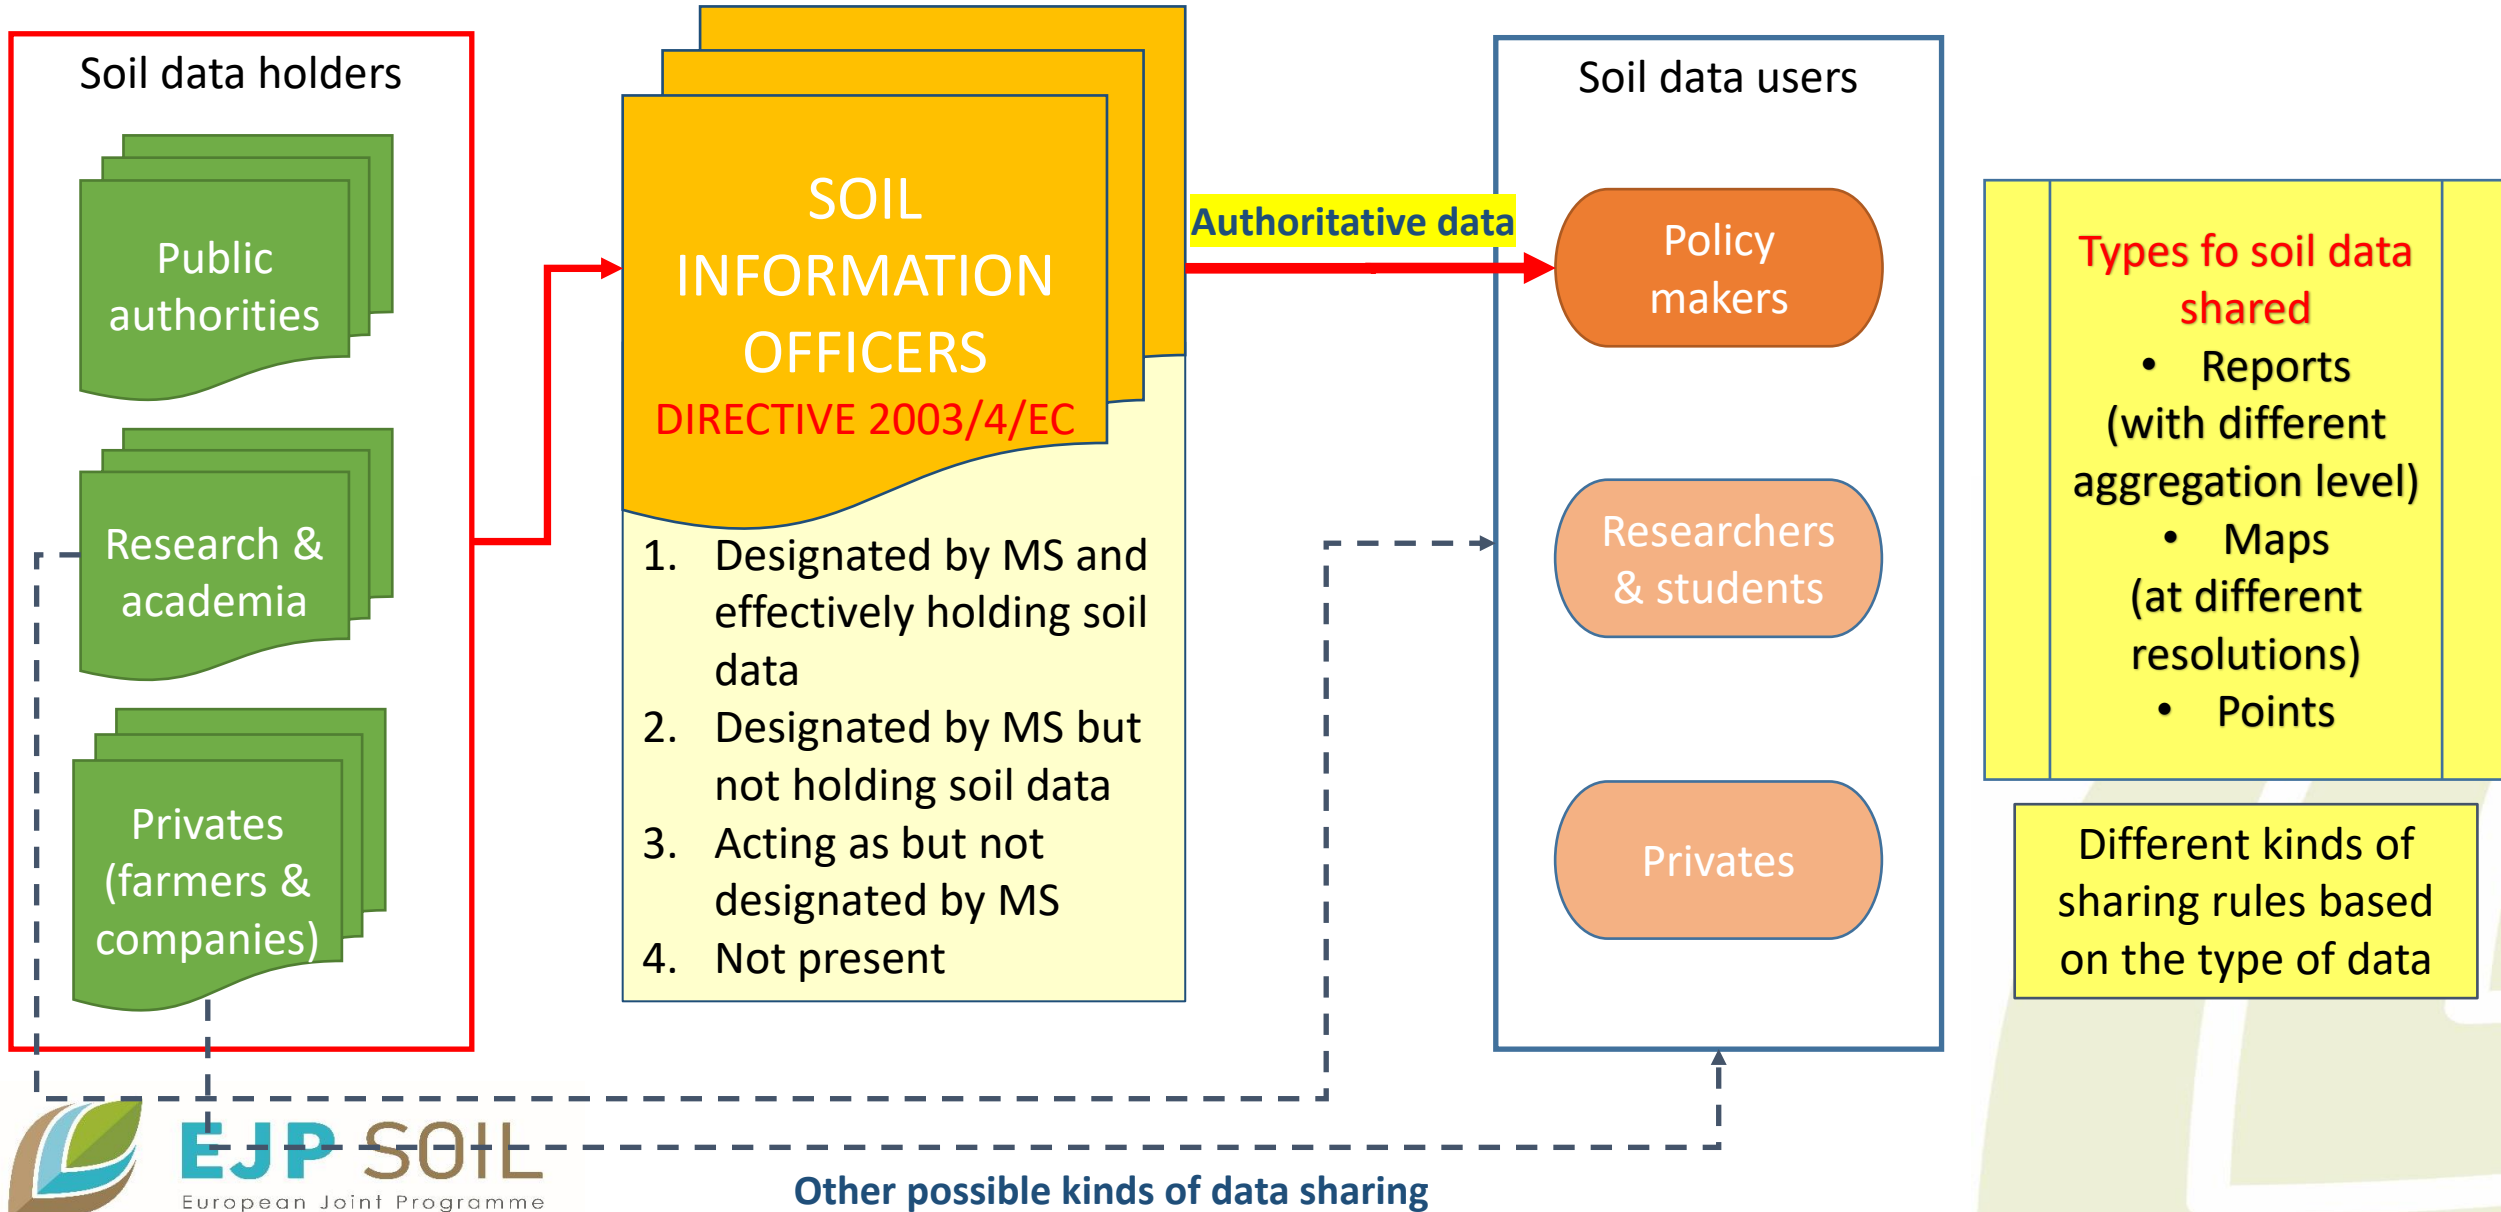 Soil data holders
Public
authorities
Research &
academia
Privates
(farmers &
companies)
SOIL
INFORMATION
OFFICERS
DIRECTIVE 2003/4/EC
1. Designated by MS and
effectively holding soil
data
2. Designated by MS but
not holding soil data
3. Acting as but not
designated by MS
4. Not present
Authoritative data
Soil data users
Policy
makers
Researchers
& students
Privates
Types fo soil data
shared
• Reports
(with different
aggregation level)
• Maps
(at different
resolutions)
• Points
Different kinds of
sharing rules based
on the type of data
EJP SOIL
European Joint Programme
Other possible kinds of data sharing